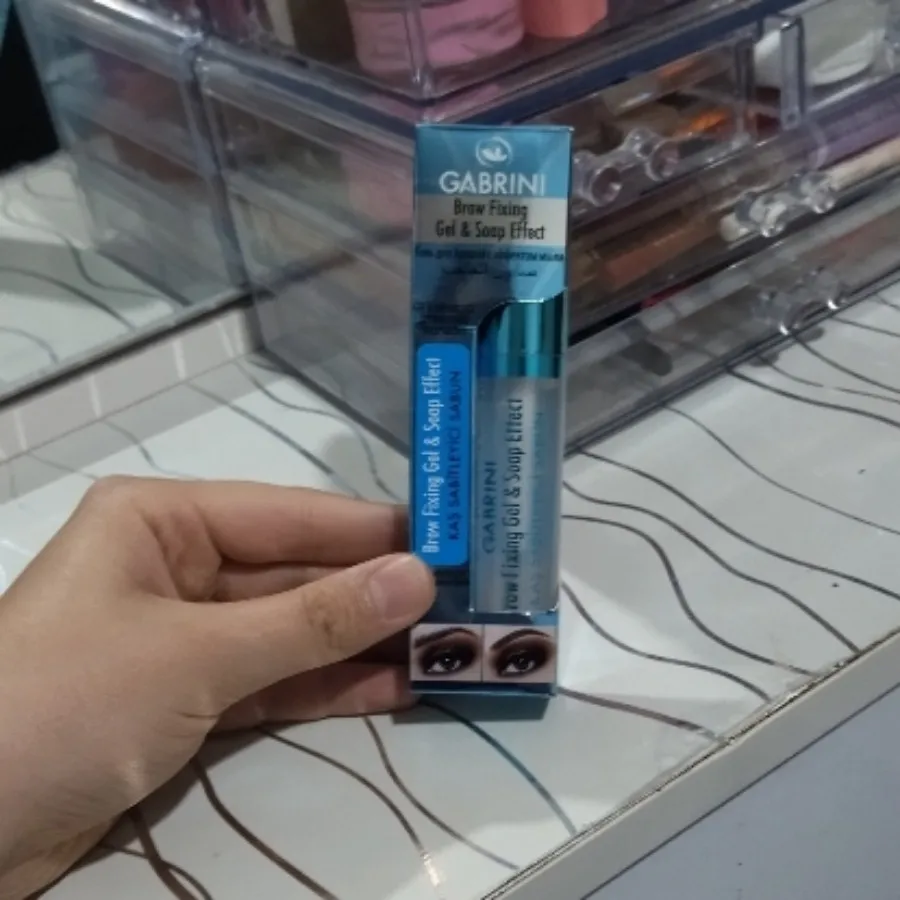 GABRINI
Brow Fixing
Gel & Soap Effect
Brow Fixing Gel & Soap Effect
KAŞ SABİTLEYİCİ SABUN
GABRINI
Brow Fixing Gel & Soap Effect